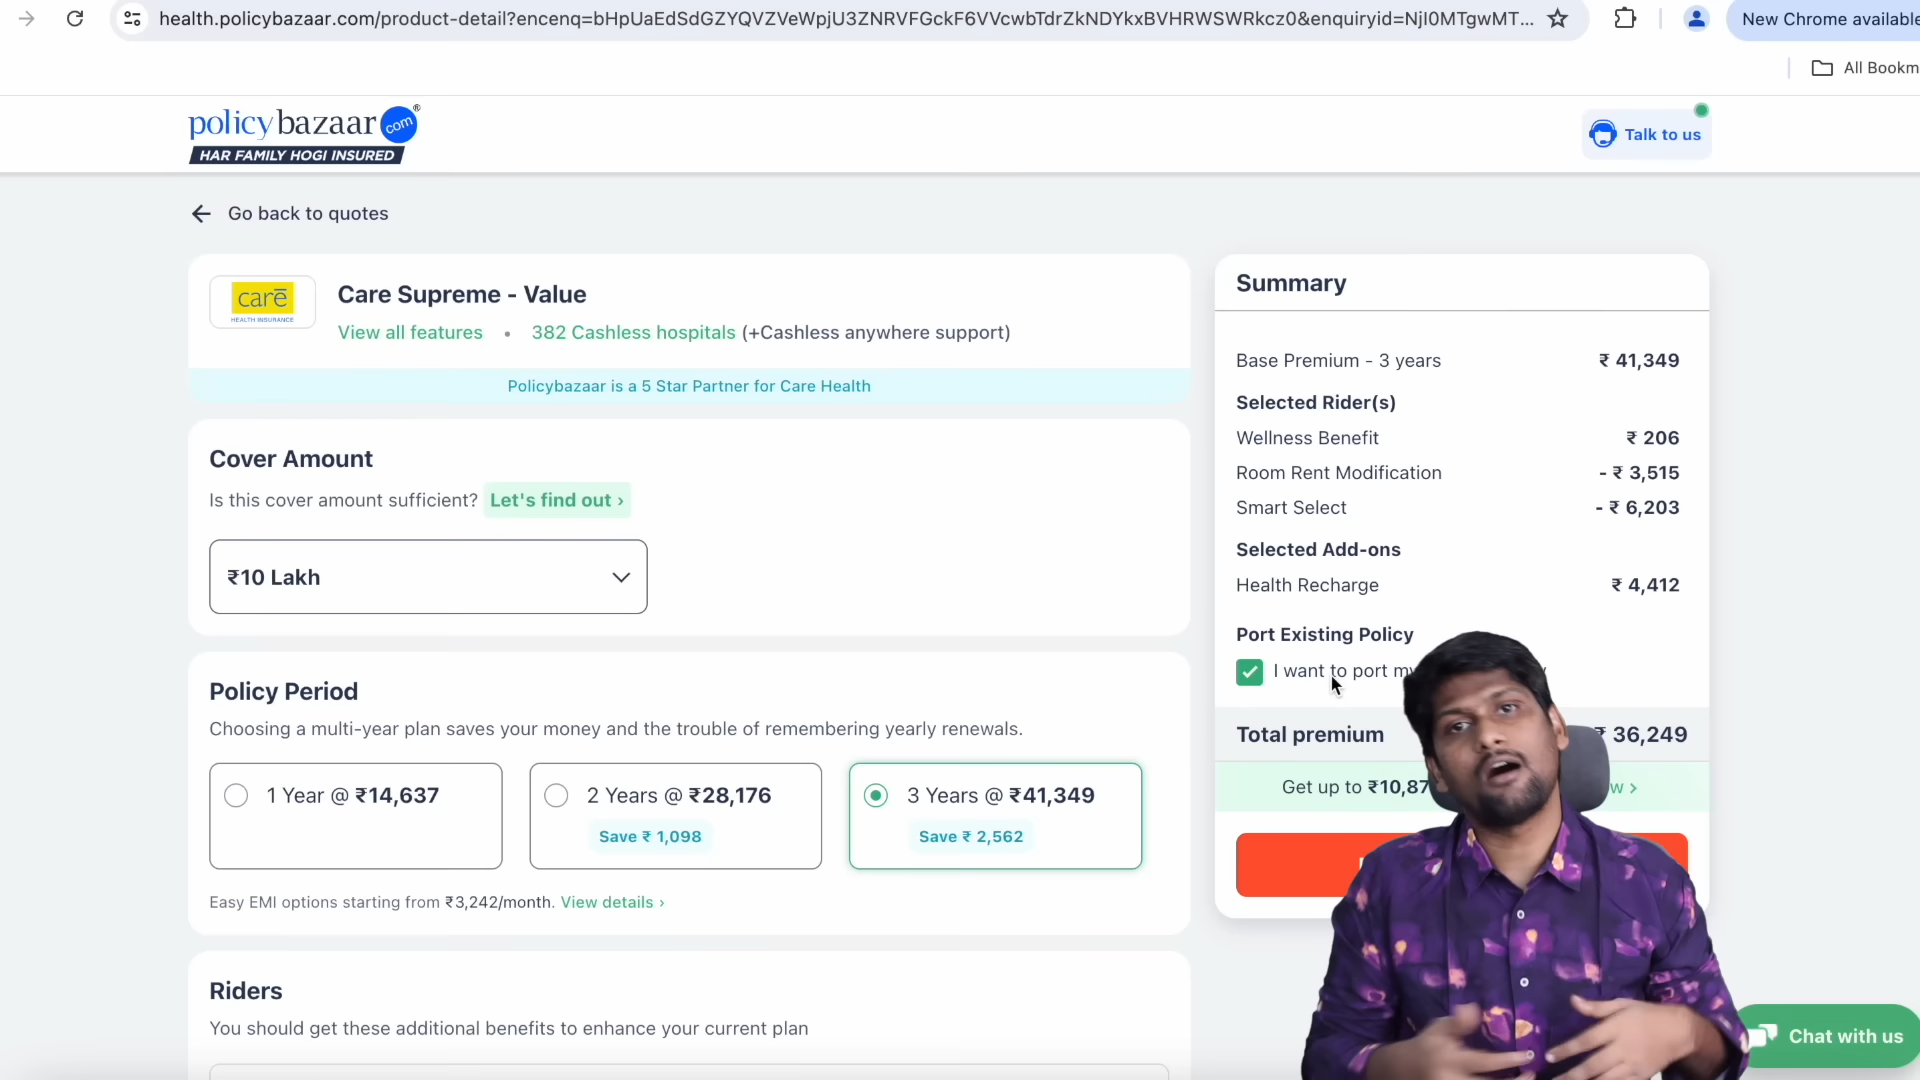 health.policybazaar.com/product-detail?encenq=bHpUaEdSdGZYQVZVeWpjU3ZNRVFGckF6VVcwbTdrZkNDYkxBVHRWSWRkcz0&enquiryid=NjI0MTgwMT...
New Chrome available
All Bookm
policybazaar.com®
HAR FAMILY HOGI INSURED
Talk to us
Go back to quotes
care
HEALTH INSURANCE
Care Supreme - Value
View all features • 382 Cashless hospitals (+Cashless anywhere support)
Policybazaar is a 5 Star Partner for Care Health
Cover Amount
Is this cover amount sufficient? Let's find out ›
₹10 Lakh
Policy Period
Choosing a multi-year plan saves your money and the trouble of remembering yearly renewals.
1 Year @ ₹14,637
2 Years @ ₹28,176
Save ₹ 1,098
3 Years @ ₹41,349
Save ₹ 2,562
Easy EMI options starting from ₹3,242/month. View details ›
Riders
You should get these additional benefits to enhance your current plan
Summary
Base Premium - 3 years ₹ 41,349
Selected Rider(s)
Wellness Benefit ₹ 206
Room Rent Modification - ₹ 3,515
Smart Select - ₹ 6,203
Selected Add-ons
Health Recharge ₹ 4,412
Port Existing Policy
I want to port my
Total premium ₹ 36,249
Get up to ₹10,87
Chat with us